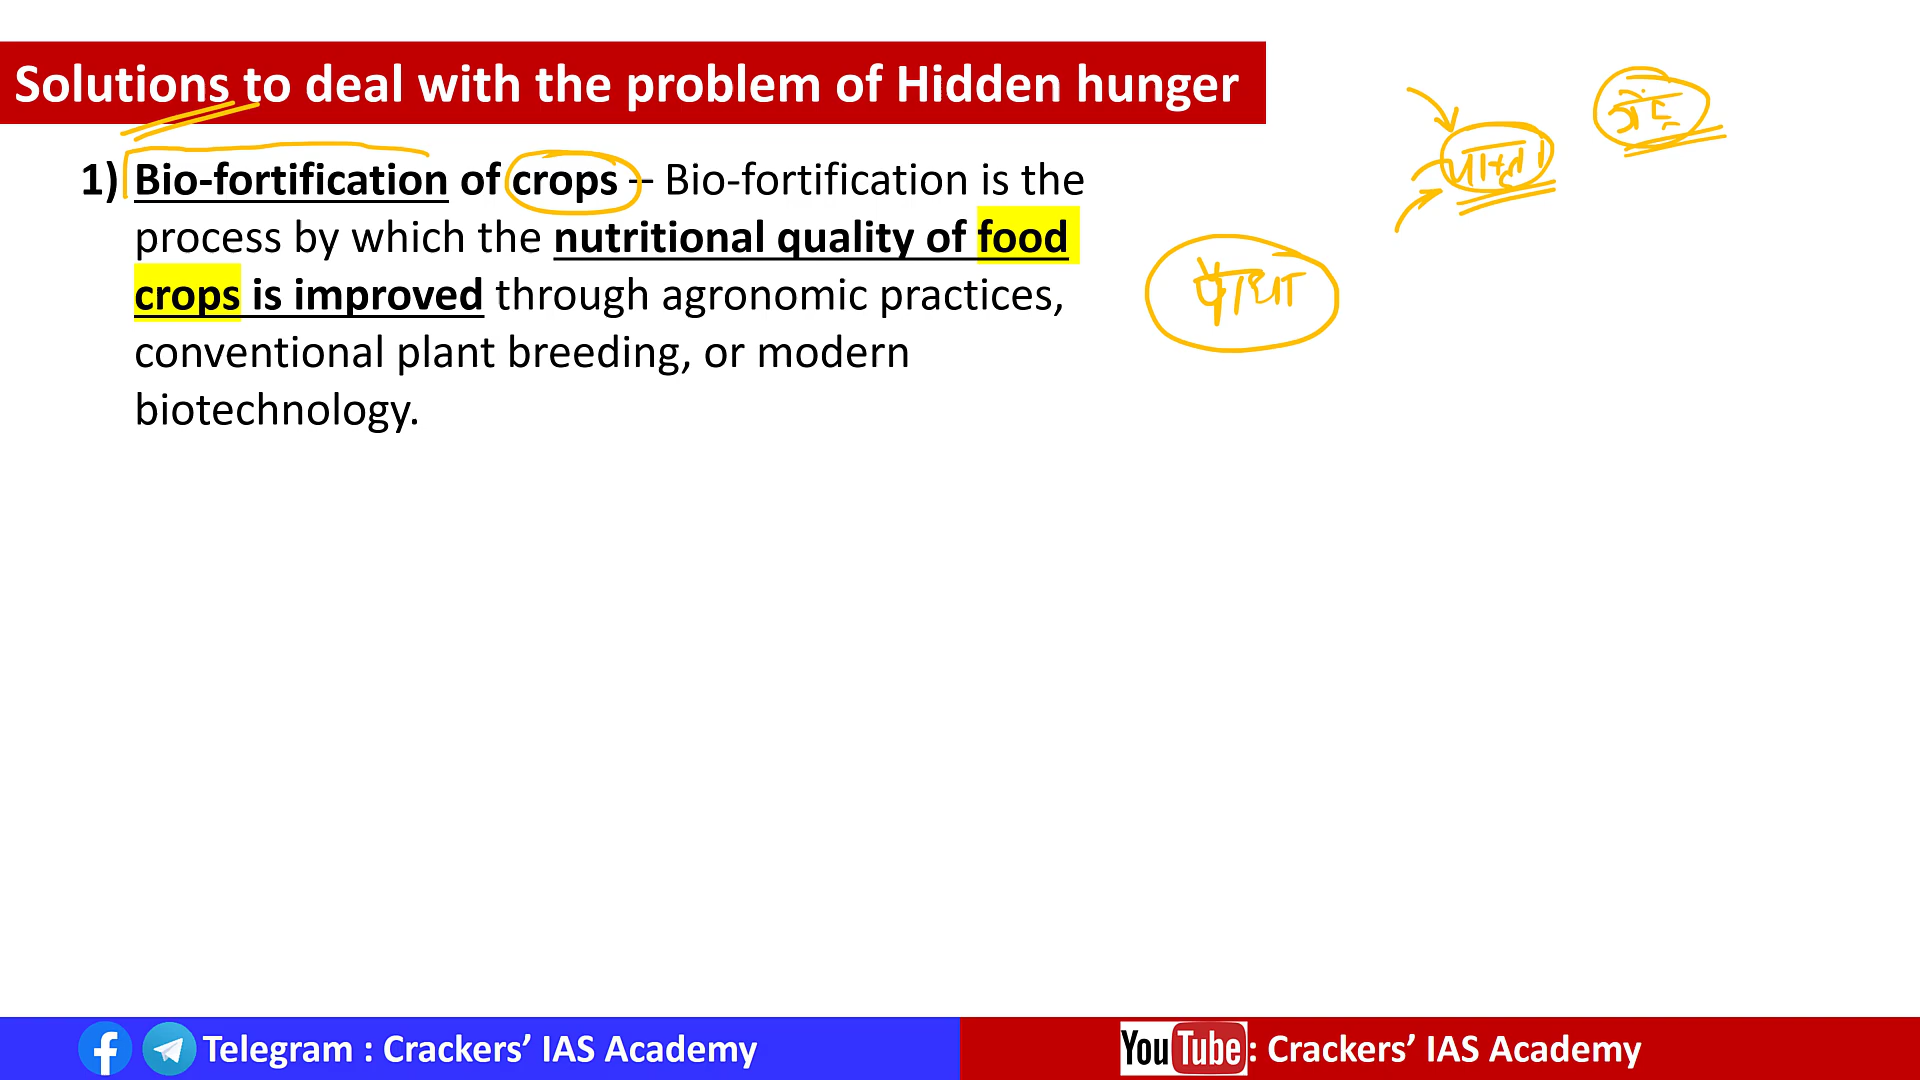 Solutions to deal with the problem of Hidden hunger
1) Bio-fortification of crops – Bio-fortification is the
process by which the nutritional quality of food
crops is improved through agronomic practices,
conventional plant breeding, or modern
biotechnology.
Telegram : Crackers’ IAS Academy
YouTube : Crackers’ IAS Academy